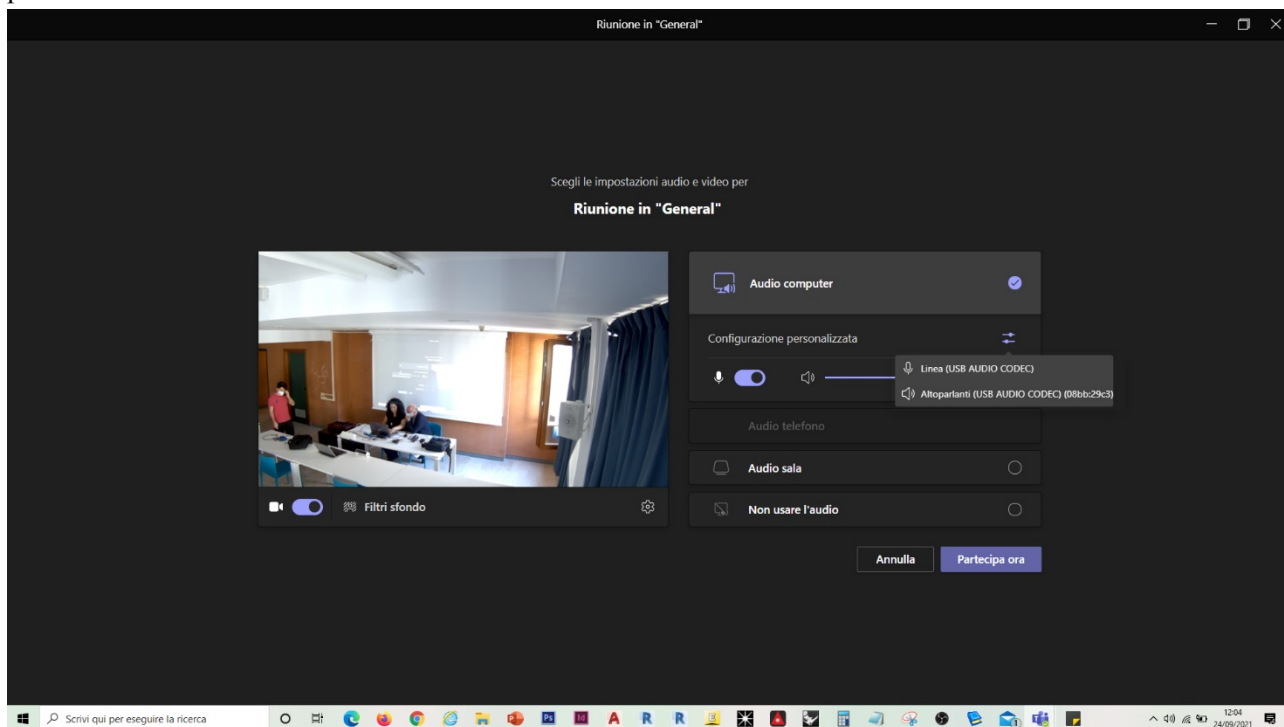 Riunione in "General"
Scegli le impostazioni audio e video per
Riunione in "General"
Audio computer
Configurazione personalizzata
Linea (USB AUDIO CODEC)
Altoparlanti (USB AUDIO CODEC) (08bb:29c3)
Audio telefono
Audio sala
Non usare l'audio
Filtri sfondo
Annulla
Partecipa ora
Scrivi qui per eseguire la ricerca
12:04
24/09/2021